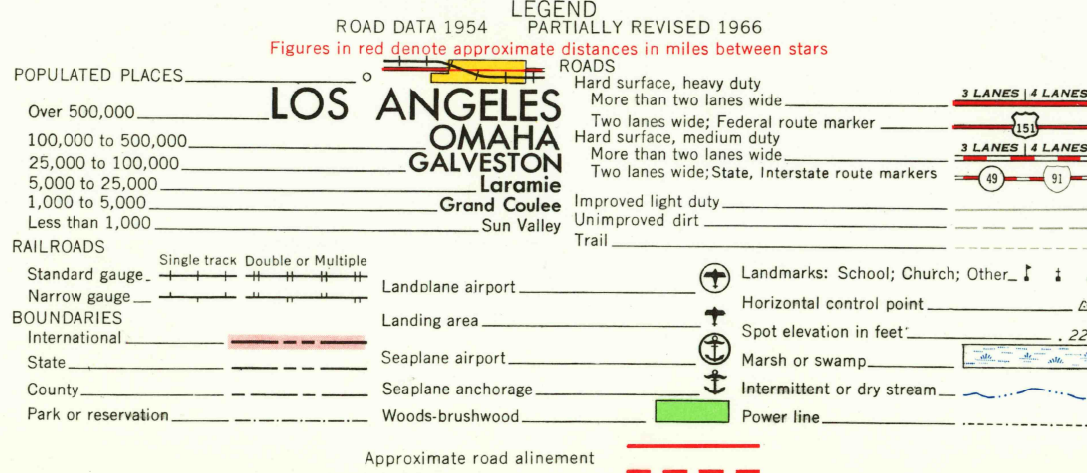 LEGEND
ROAD DATA 1954 PARTIALLY REVISED 1966
Figures in red denote approximate distances in miles between stars
POPULATED PLACES
Over 500,000 LOS ANGELES
100,000 to 500,000 OMAHA
25,000 to 100,000 GALVESTON
5,000 to 25,000 Laramie
1,000 to 5,000 Grand Coulee
Less than 1,000 Sun Valley
ROADS
Hard surface, heavy duty
More than two lanes wide 3 LANES | 4 LANES
Two lanes wide; Federal route marker 151
Hard surface, medium duty
More than two lanes wide 3 LANES | 4 LANES
Two lanes wide; State, Interstate route markers 49 91
Improved light duty
Unimproved dirt
Trail
RAILROADS
Single track Double or Multiple
Standard gauge
Narrow gauge
BOUNDARIES
International
State
County
Park or reservation
Landplane airport
Landing area
Seaplane airport
Seaplane anchorage
Woods-brushwood
Landmarks: School; Church; Other
Horizontal control point
Spot elevation in feet
Marsh or swamp
Intermittent or dry stream
Power line
Approximate road alinement